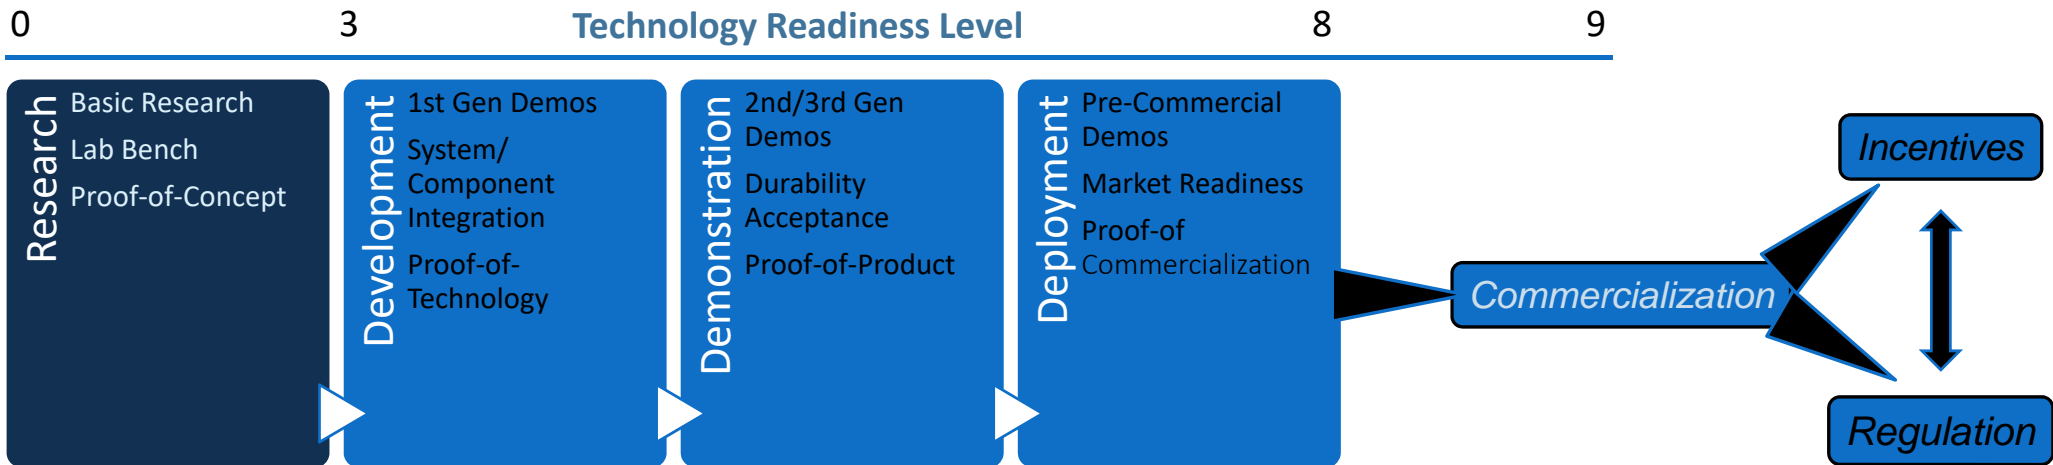 0 3 Technology Readiness Level 8 9
Research
Basic Research
Lab Bench
Proof-of-Concept
Development
1st Gen Demos
System/
Component
Integration
Proof-of-
Technology
Demonstration
2nd/3rd Gen
Demos
Durability
Acceptance
Proof-of-Product
Deployment
Pre-Commercial
Demos
Market Readiness
Proof-of
Commercialization
Commercialization
Incentives
Regulation